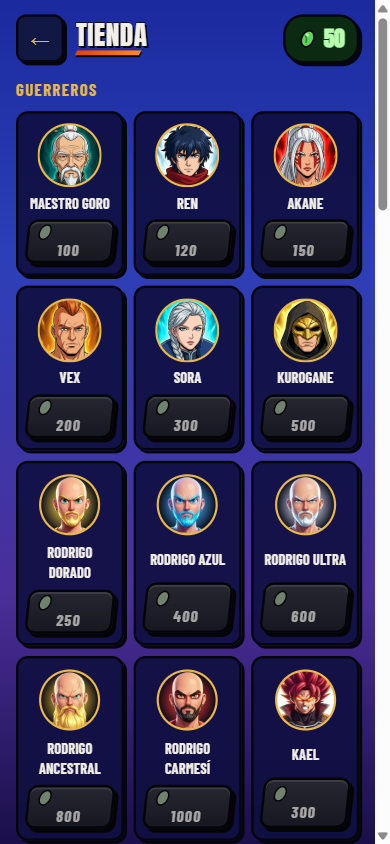 ←
TIENDA
50
GUERREROS
MAESTRO GORO
REN
AKANE
100
120
150
VEX
SORA
KUROGANE
200
300
500
RODRIGO
DORADO
RODRIGO AZUL
RODRIGO ULTRA
250
400
600
RODRIGO
ANCESTRAL
RODRIGO
CARMESÍ
KAEL
800
1000
300